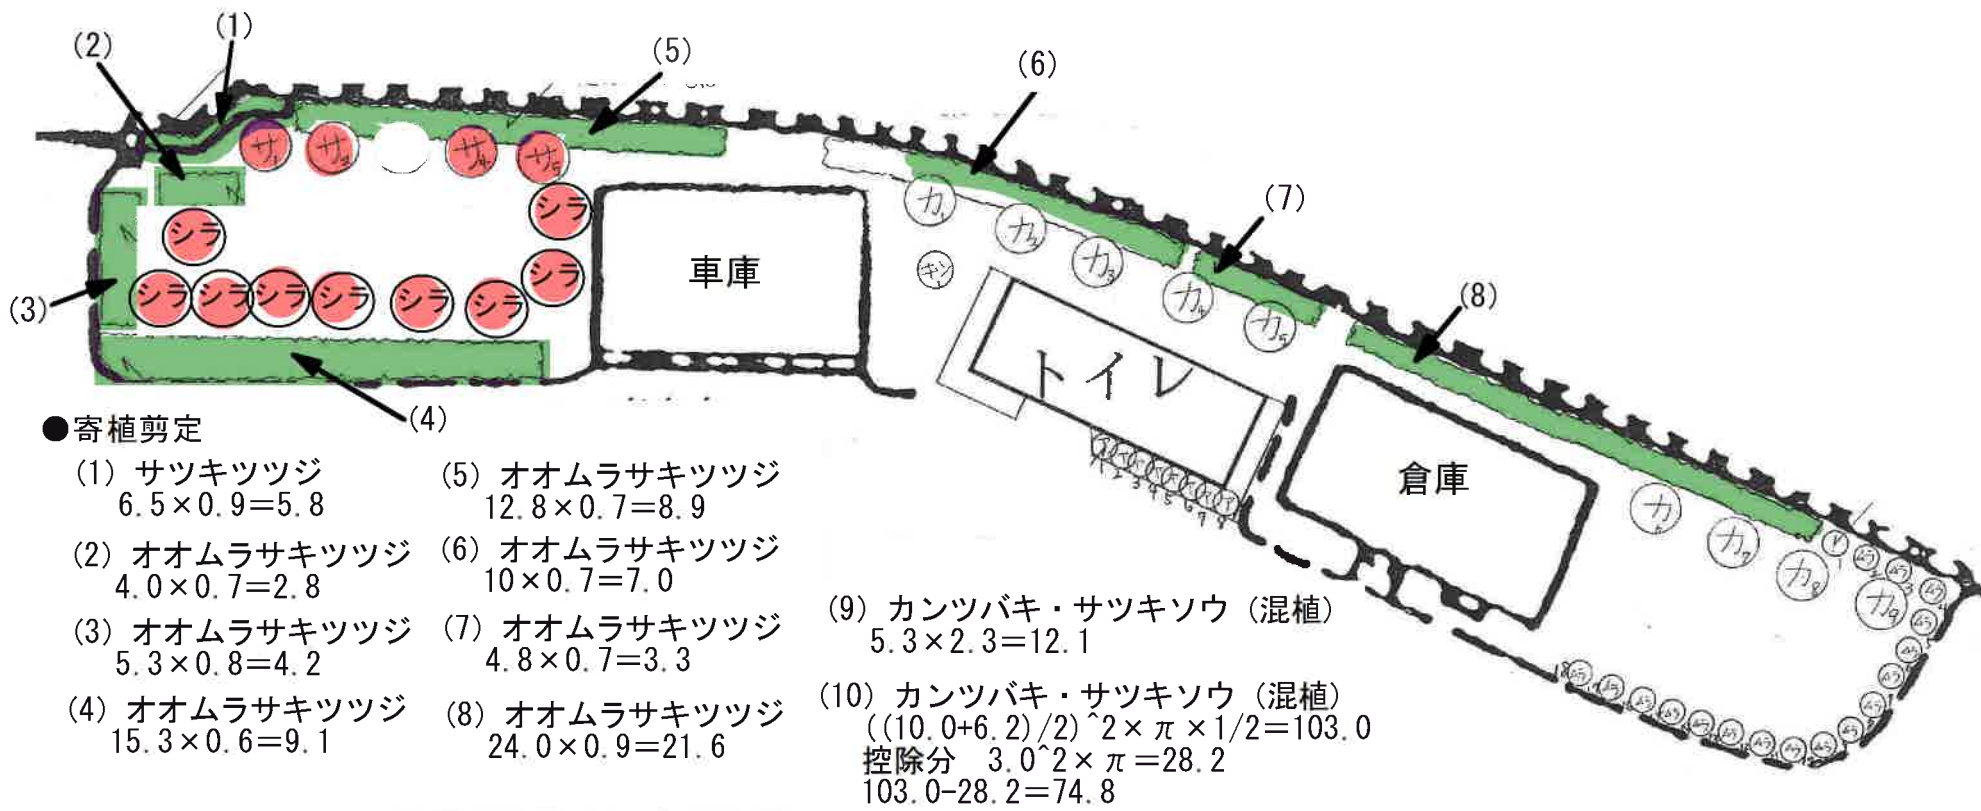 (1)
(2)
(5)
(6)
(7)
(8)
(3)
(4)
サ1
サ2
サ4
サ5
シラ
シラ
シラ
シラ
シラ
シラ
シラ
シラ
シラ
車庫
トイレ
倉庫
カ1
カ2
カ3
カ4
カ5
キン
カ6
カ7
カ8
カ9
●寄植剪定
(1) サツキツツジ
6.5×0.9=5.8
(2) オオムラサキツツジ
4.0×0.7=2.8
(3) オオムラサキツツジ
5.3×0.8=4.2
(4) オオムラサキツツジ
15.3×0.6=9.1
(5) オオムラサキツツジ
12.8×0.7=8.9
(6) オオムラサキツツジ
10×0.7=7.0
(7) オオムラサキツツジ
4.8×0.7=3.3
(8) オオムラサキツツジ
24.0×0.9=21.6
(9) カンツバキ・サツキソウ (混植)
5.3×2.3=12.1
(10) カンツバキ・サツキソウ (混植)
((10.0+6.2)/2)^2×π×1/2=103.0
控除分 3.0^2×π=28.2
103.0-28.2=74.8